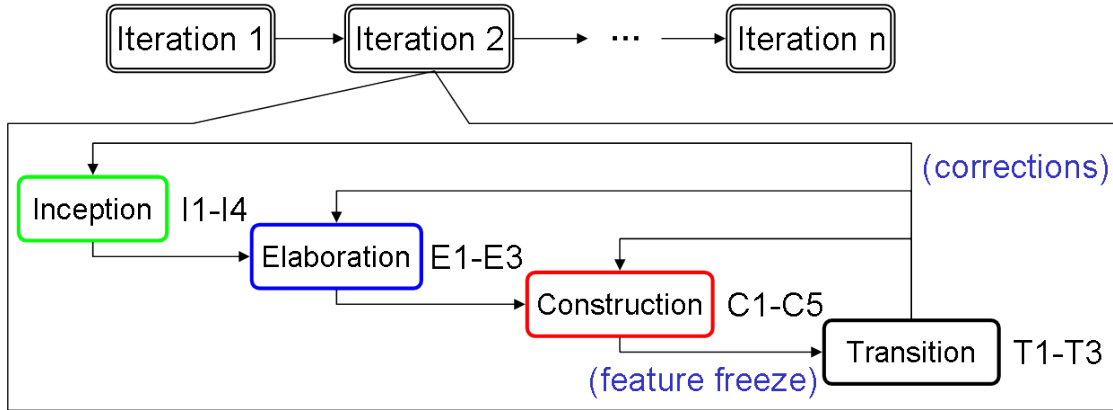 Iteration 1
Iteration 2
...
Iteration n
(corrections)
Inception
I1-I4
Elaboration
E1-E3
Construction
C1-C5
Transition
T1-T3
(feature freeze)